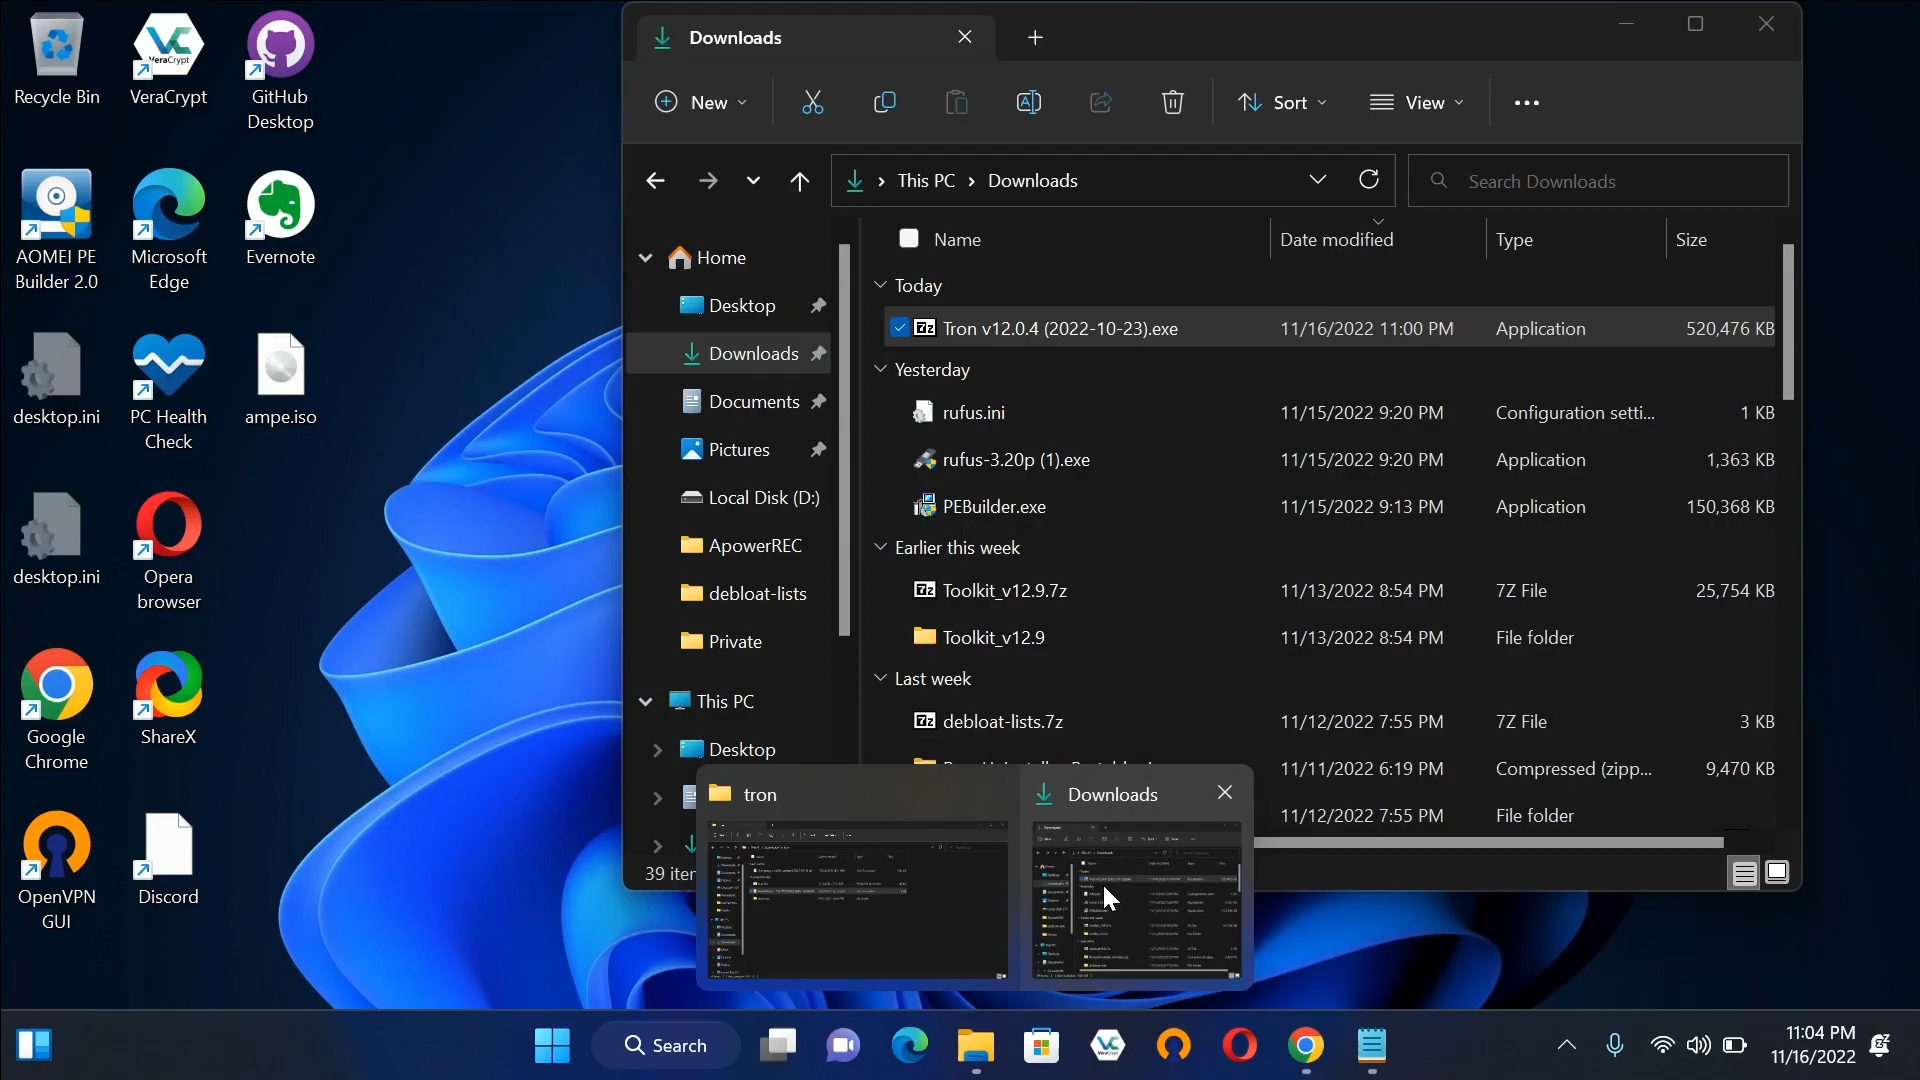 Recycle Bin
VeraCrypt
VeraCrypt
GitHub
Desktop
AOMEI PE
Builder 2.0
Microsoft
Edge
Evernote
desktop.ini
PC Health
Check
ampe.iso
desktop.ini
Opera
browser
Google
Chrome
ShareX
OpenVPN
GUI
Discord
Downloads
New
Sort
View
This PC
Downloads
Search Downloads
Home
Desktop
Downloads
Documents
Pictures
Local Disk (D:)
ApowerREC
debloat-lists
Private
This PC
Desktop
Name Date modified Type Size
Today
Tron v12.0.4 (2022-10-23).exe 11/16/2022 11:00 PM Application 520,476 KB
Yesterday
rufus.ini 11/15/2022 9:20 PM Configuration setti... 1 KB
rufus-3.20p (1).exe 11/15/2022 9:20 PM Application 1,363 KB
PEBuilder.exe 11/15/2022 9:13 PM Application 150,368 KB
Earlier this week
Toolkit_v12.9.7z 11/13/2022 8:54 PM 7Z File 25,754 KB
Toolkit_v12.9 11/13/2022 8:54 PM File folder
Last week
debloat-lists.7z 11/12/2022 7:55 PM 7Z File 3 KB
11/11/2022 6:19 PM Compressed (zipp... 9,470 KB
11/12/2022 7:55 PM File folder
39
tron
Downloads
Search
VeraCrypt
11:04 PM
11/16/2022